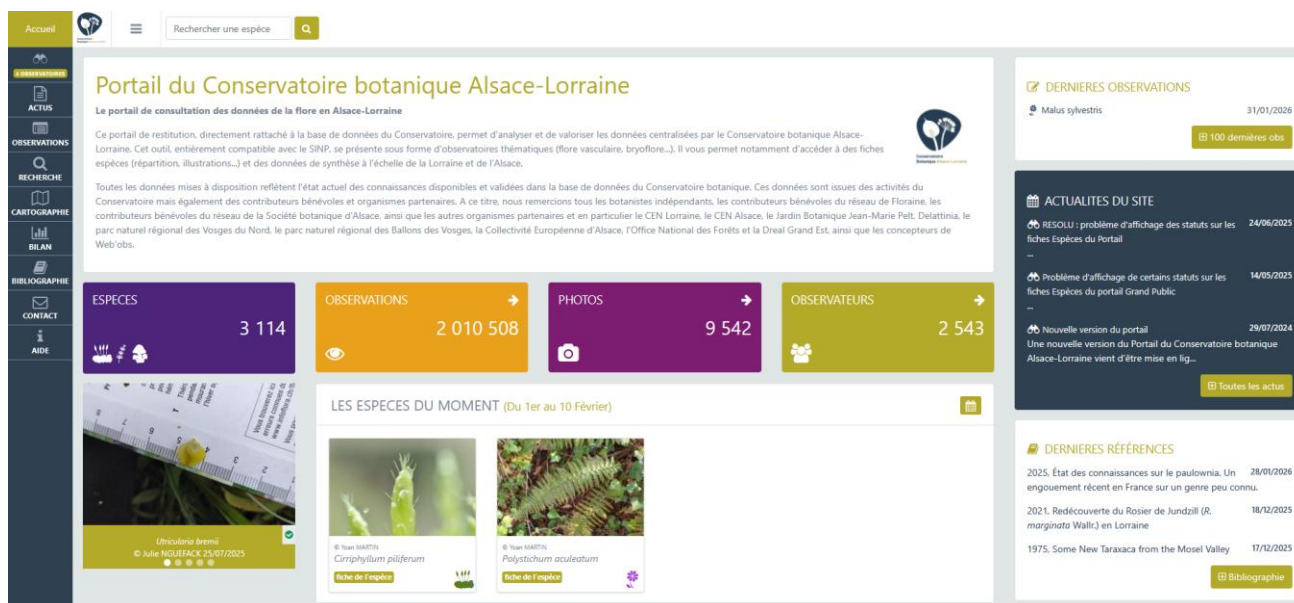 Accueil
Rechercher une espèce
OBSERVATOIRES
ACTUS
OBSERVATIONS
RECHERCHE
CARTOGRAPHIE
BILAN
BIBLIOGRAPHIE
CONTACT
AIDE
Portail du Conservatoire botanique Alsace-Lorraine
Le portail de consultation des données de la flore en Alsace-Lorraine
Ce portail de restitution, directement rattaché à la base de données du Conservatoire, permet d'analyser et de valoriser les données centralisées par le Conservatoire botanique Alsace-
Lorraine. Cet outil, entièrement compatible avec le SINP, se présente sous forme d'observatoires thématiques (flore vasculaire, bryoflore...). Il vous permet notamment d'accéder à des fiches
espèces (répartition, illustrations...) et des données de synthèse à l'échelle de la Lorraine et de l'Alsace.
Toutes les données mises à disposition reflètent l'état actuel des connaissances disponibles et validées dans la base de données du Conservatoire botanique. Ces données sont issues des activités du
Conservatoire mais également des contributeurs bénévoles et organismes partenaires. A ce titre, nous remercions tous les botanistes indépendants, les contributeurs bénévoles du réseau de Floraine, les
contributeurs bénévoles du réseau de la Société botanique d'Alsace, ainsi que les autres organismes partenaires et en particulier le CEN Lorraine, le CEN Alsace, le Jardin Botanique Jean-Marie Pelt, Delattinia, le
parc naturel régional des Vosges du Nord, le parc naturel régional des Ballons des Vosges, la Collectivité Européenne d'Alsace, l'Office National des Forêts et la Dreal Grand Est, ainsi que les concepteurs de
Web'obs.
Conservatoire
Botanique Alsace-Lorraine
ESPECES
3 114
OBSERVATIONS
2 010 508
PHOTOS
9 542
OBSERVATEURS
2 543
Utricularia bremii
© Julie NGUEFACK 25/07/2025
LES ESPECES DU MOMENT (Du 1er au 10 Février)
© Yoan MARTIN
Cirriphyllum piliferum
fiche de l'espèce
© Yoan MARTIN
Polystichum aculeatum
fiche de l'espèce
DERNIERES OBSERVATIONS
Malus sylvestris 31/01/2026
100 dernières obs
ACTUALITES DU SITE
RESOLU : problème d'affichage des statuts sur les 24/06/2025
fiches Espèces du Portail
...
Problème d'affichage de certains statuts sur les 14/05/2025
fiches Espèces du portail Grand Public
...
Nouvelle version du portail 29/07/2024
Une nouvelle version du Portail du Conservatoire botanique
Alsace-Lorraine vient d'être mise en lig...
Toutes les actus
DERNIERES RÉFÉRENCES
2025. État des connaissances sur le paulownia. Un 28/01/2026
engouement récent en France sur un genre peu connu.
2021. Redécouverte du Rosier de Jundzill (R. 18/12/2025
marginata Wallr.) en Lorraine
1975. Some New Taraxaca from the Mosel Valley 17/12/2025
Bibliographie